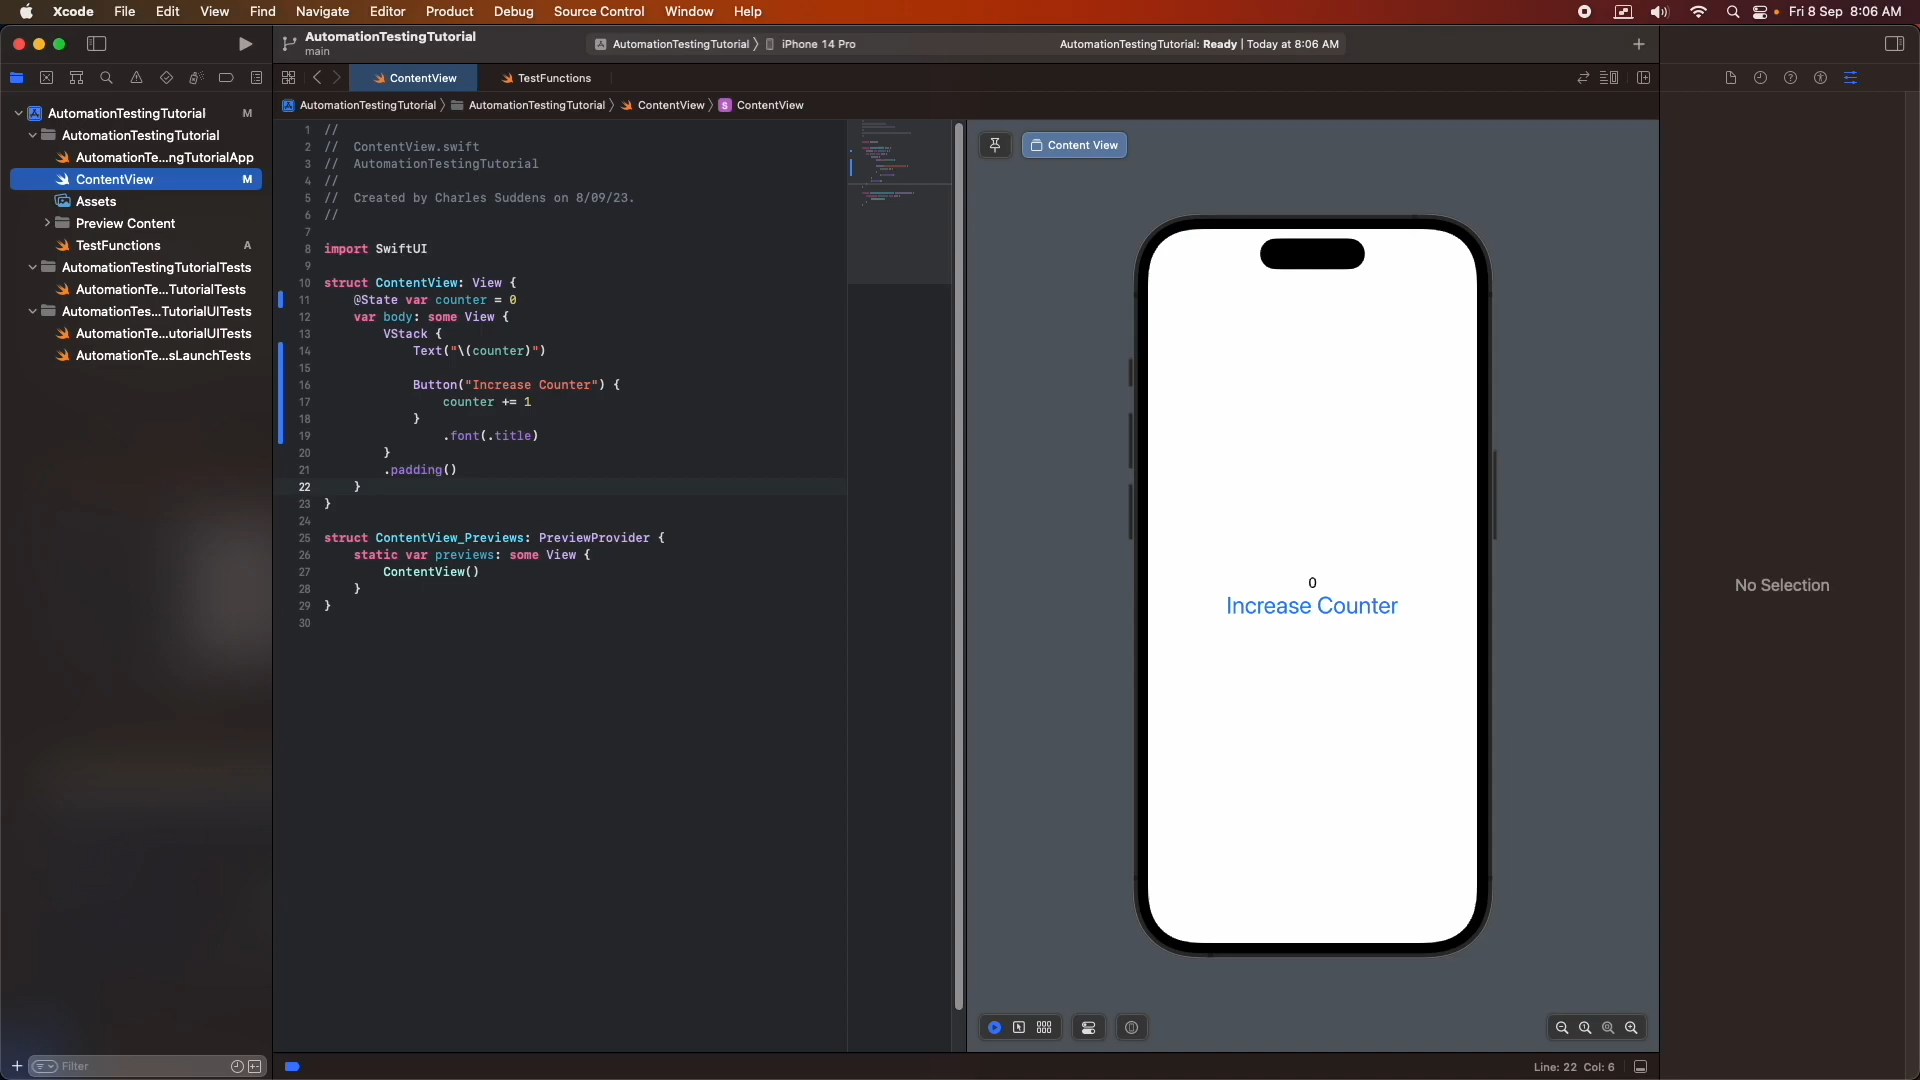 Xcode File Edit View Find Navigate Editor Product Debug Source Control Window Help Fri 8 Sep 8:06 AM
AutomationTestingTutorial
main
AutomationTestingTutorial iPhone 14 Pro
AutomationTestingTutorial: Ready | Today at 8:06 AM
ContentView TestFunctions
AutomationTestingTutorial AutomationTestingTutorial ContentView S ContentView
AutomationTestingTutorial M
AutomationTestingTutorial
AutomationTe...ngTutorialApp
ContentView M
Assets
Preview Content
TestFunctions A
AutomationTestingTutorialTests
AutomationTe...TutorialTests
AutomationTes...TutorialUITests
AutomationTe...utorialUITests
AutomationTe...sLaunchTests
Filter
1 //
2 // ContentView.swift
3 // AutomationTestingTutorial
4 //
5 // Created by Charles Suddens on 8/09/23.
6 //
7
8 import SwiftUI
9
10 struct ContentView: View {
11 @State var counter = 0
12 var body: some View {
13 VStack {
14 Text("\(counter)")
15
16 Button("Increase Counter") {
17 counter += 1
18 }
19 .font(.title)
20 }
21 .padding()
22 }
23 }
24
25 struct ContentView_Previews: PreviewProvider {
26 static var previews: some View {
27 ContentView()
28 }
29 }
30
Content View
0
Increase Counter
No Selection
Line: 22 Col: 6